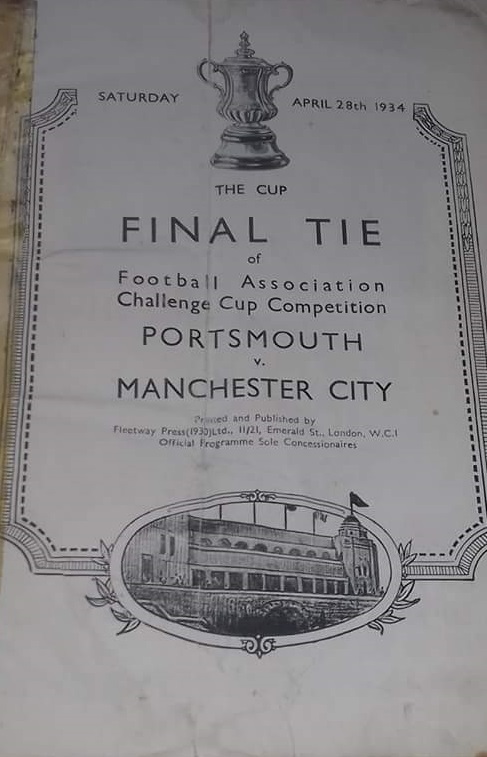 SATURDAY APRIL 28th 1934
THE CUP
FINAL TIE
of
Football Association
Challenge Cup Competition
PORTSMOUTH
v.
MANCHESTER CITY
Printed and Published by
Fleetway Press(1930)Ltd., 11/21, Emerald St., London, W.C.1
Official Programme Sole Concessionaires